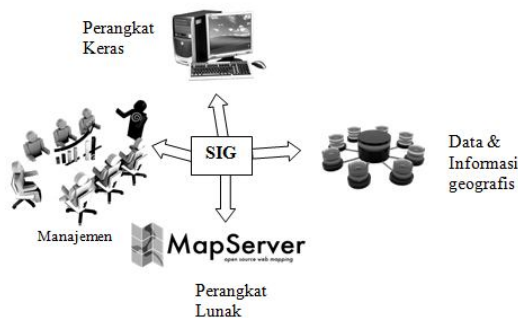 Perangkat
Keras
SIG
Data &
Informasi
geografis
Manajemen
MapServer
open source web mapping
Perangkat
Lunak